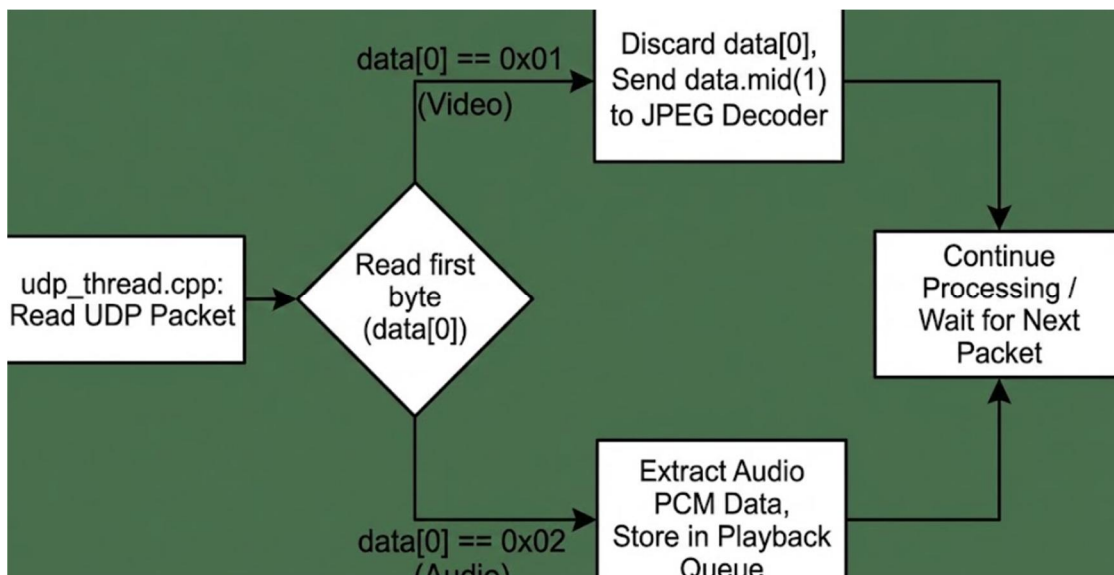 udp_thread.cpp:
Read UDP Packet
Read first
byte
(data[0])
data[0] == 0x01
(Video)
Discard data[0],
Send data.mid(1)
to JPEG Decoder
data[0] == 0x02
(Audio)
Extract Audio
PCM Data,
Store in Playback
Queue
Continue
Processing /
Wait for Next
Packet